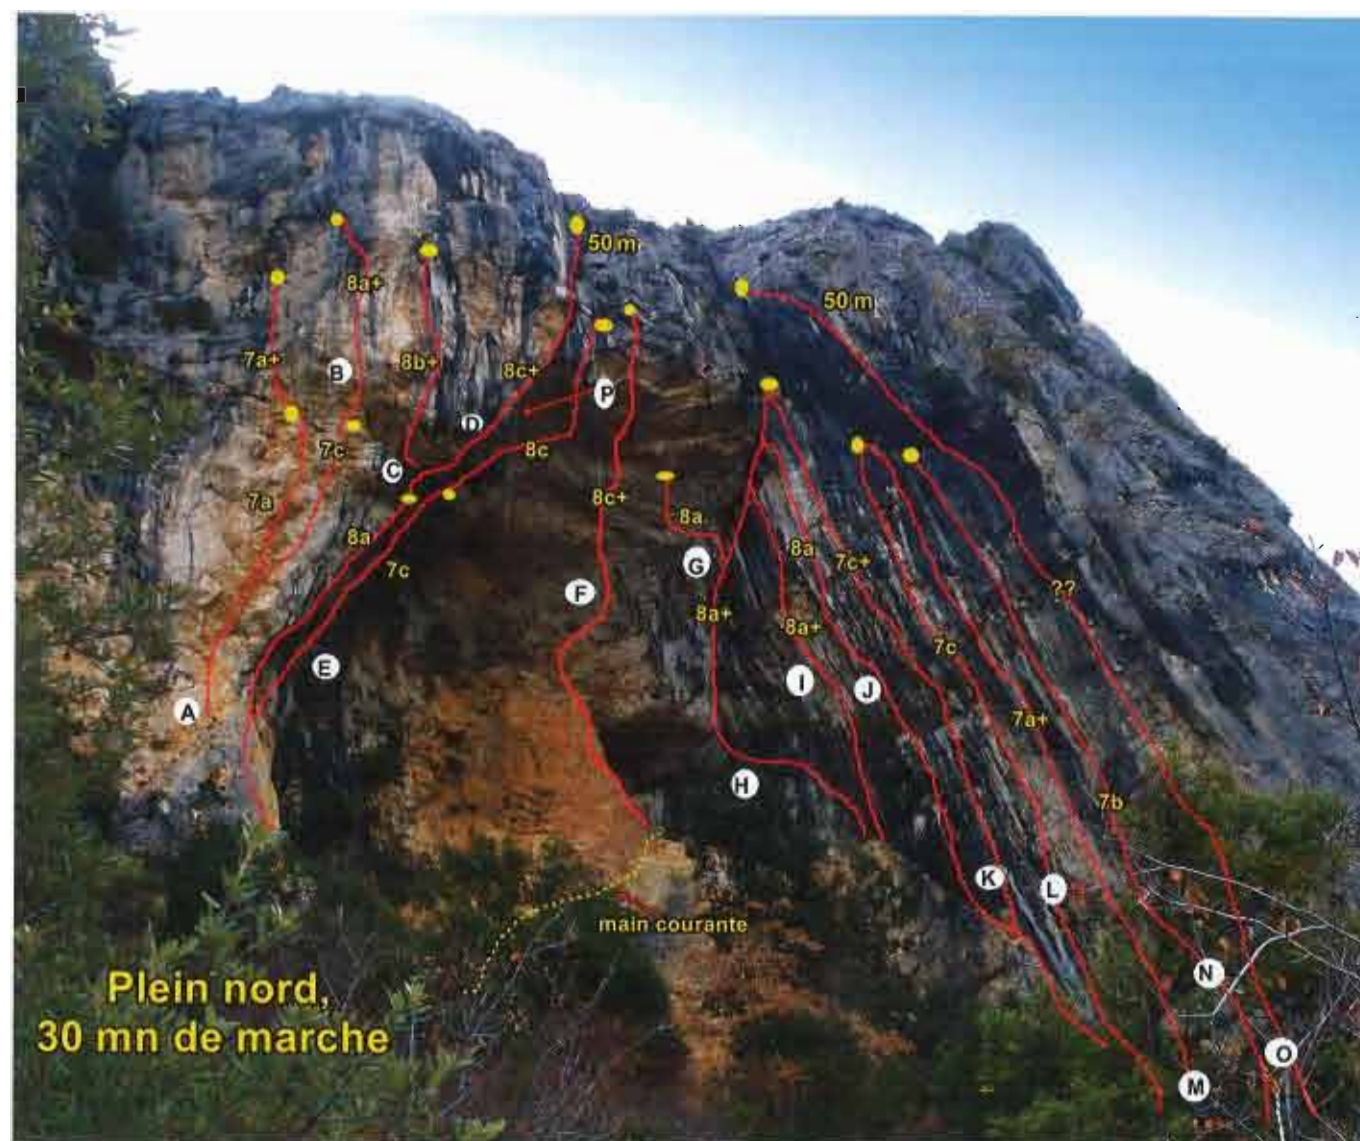 50 m
8a+
50 m
7a+
B
8b+
8c+
P
D
7c
C
8c
7a
8c+
8a
8a
7c
G
8a
7c+
F
??
8a+
8a+
7c
E
I
J
A
7a+
H
7b
K
L
main courante
N
Plein nord,
30 mn de marche
O
M